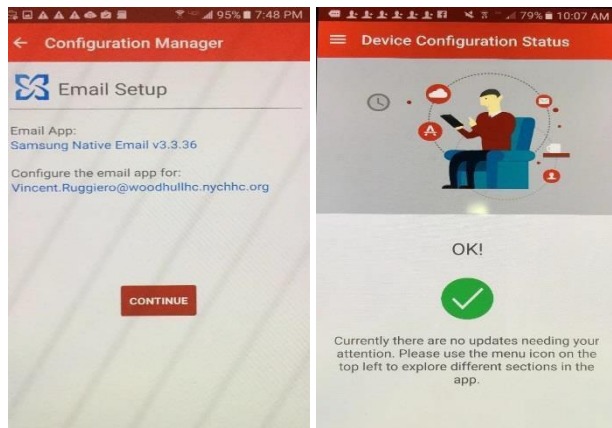 95% 7:48 PM
Configuration Manager
Email Setup
Email App:
Samsung Native Email v3.3.36
Configure the email app for:
Vincent.Ruggiero@woodhullhc.nychhc.org
CONTINUE
79% 10:07 AM
Device Configuration Status
OK!
Currently there are no updates needing your
attention. Please use the menu icon on the
top left to explore different sections in the
app.